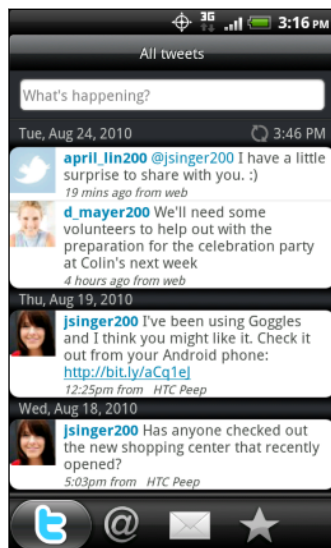 3G 3:16 PM
All tweets
What's happening?
Tue, Aug 24, 2010 3:46 PM
april_lin200 @jsinger200 I have a little
surprise to share with you. :)
19 mins ago from web
d_mayer200 We'll need some
volunteers to help out with the
preparation for the celebration party
at Colin's next week
4 hours ago from web
Thu, Aug 19, 2010
jsinger200 I've been using Goggles
and I think you might like it. Check it
out from your Android phone:
http://bit.ly/aCq1eJ
12:25pm from HTC Peep
Wed, Aug 18, 2010
jsinger200 Has anyone checked out
the new shopping center that recently
opened?
5:03pm from HTC Peep
t @